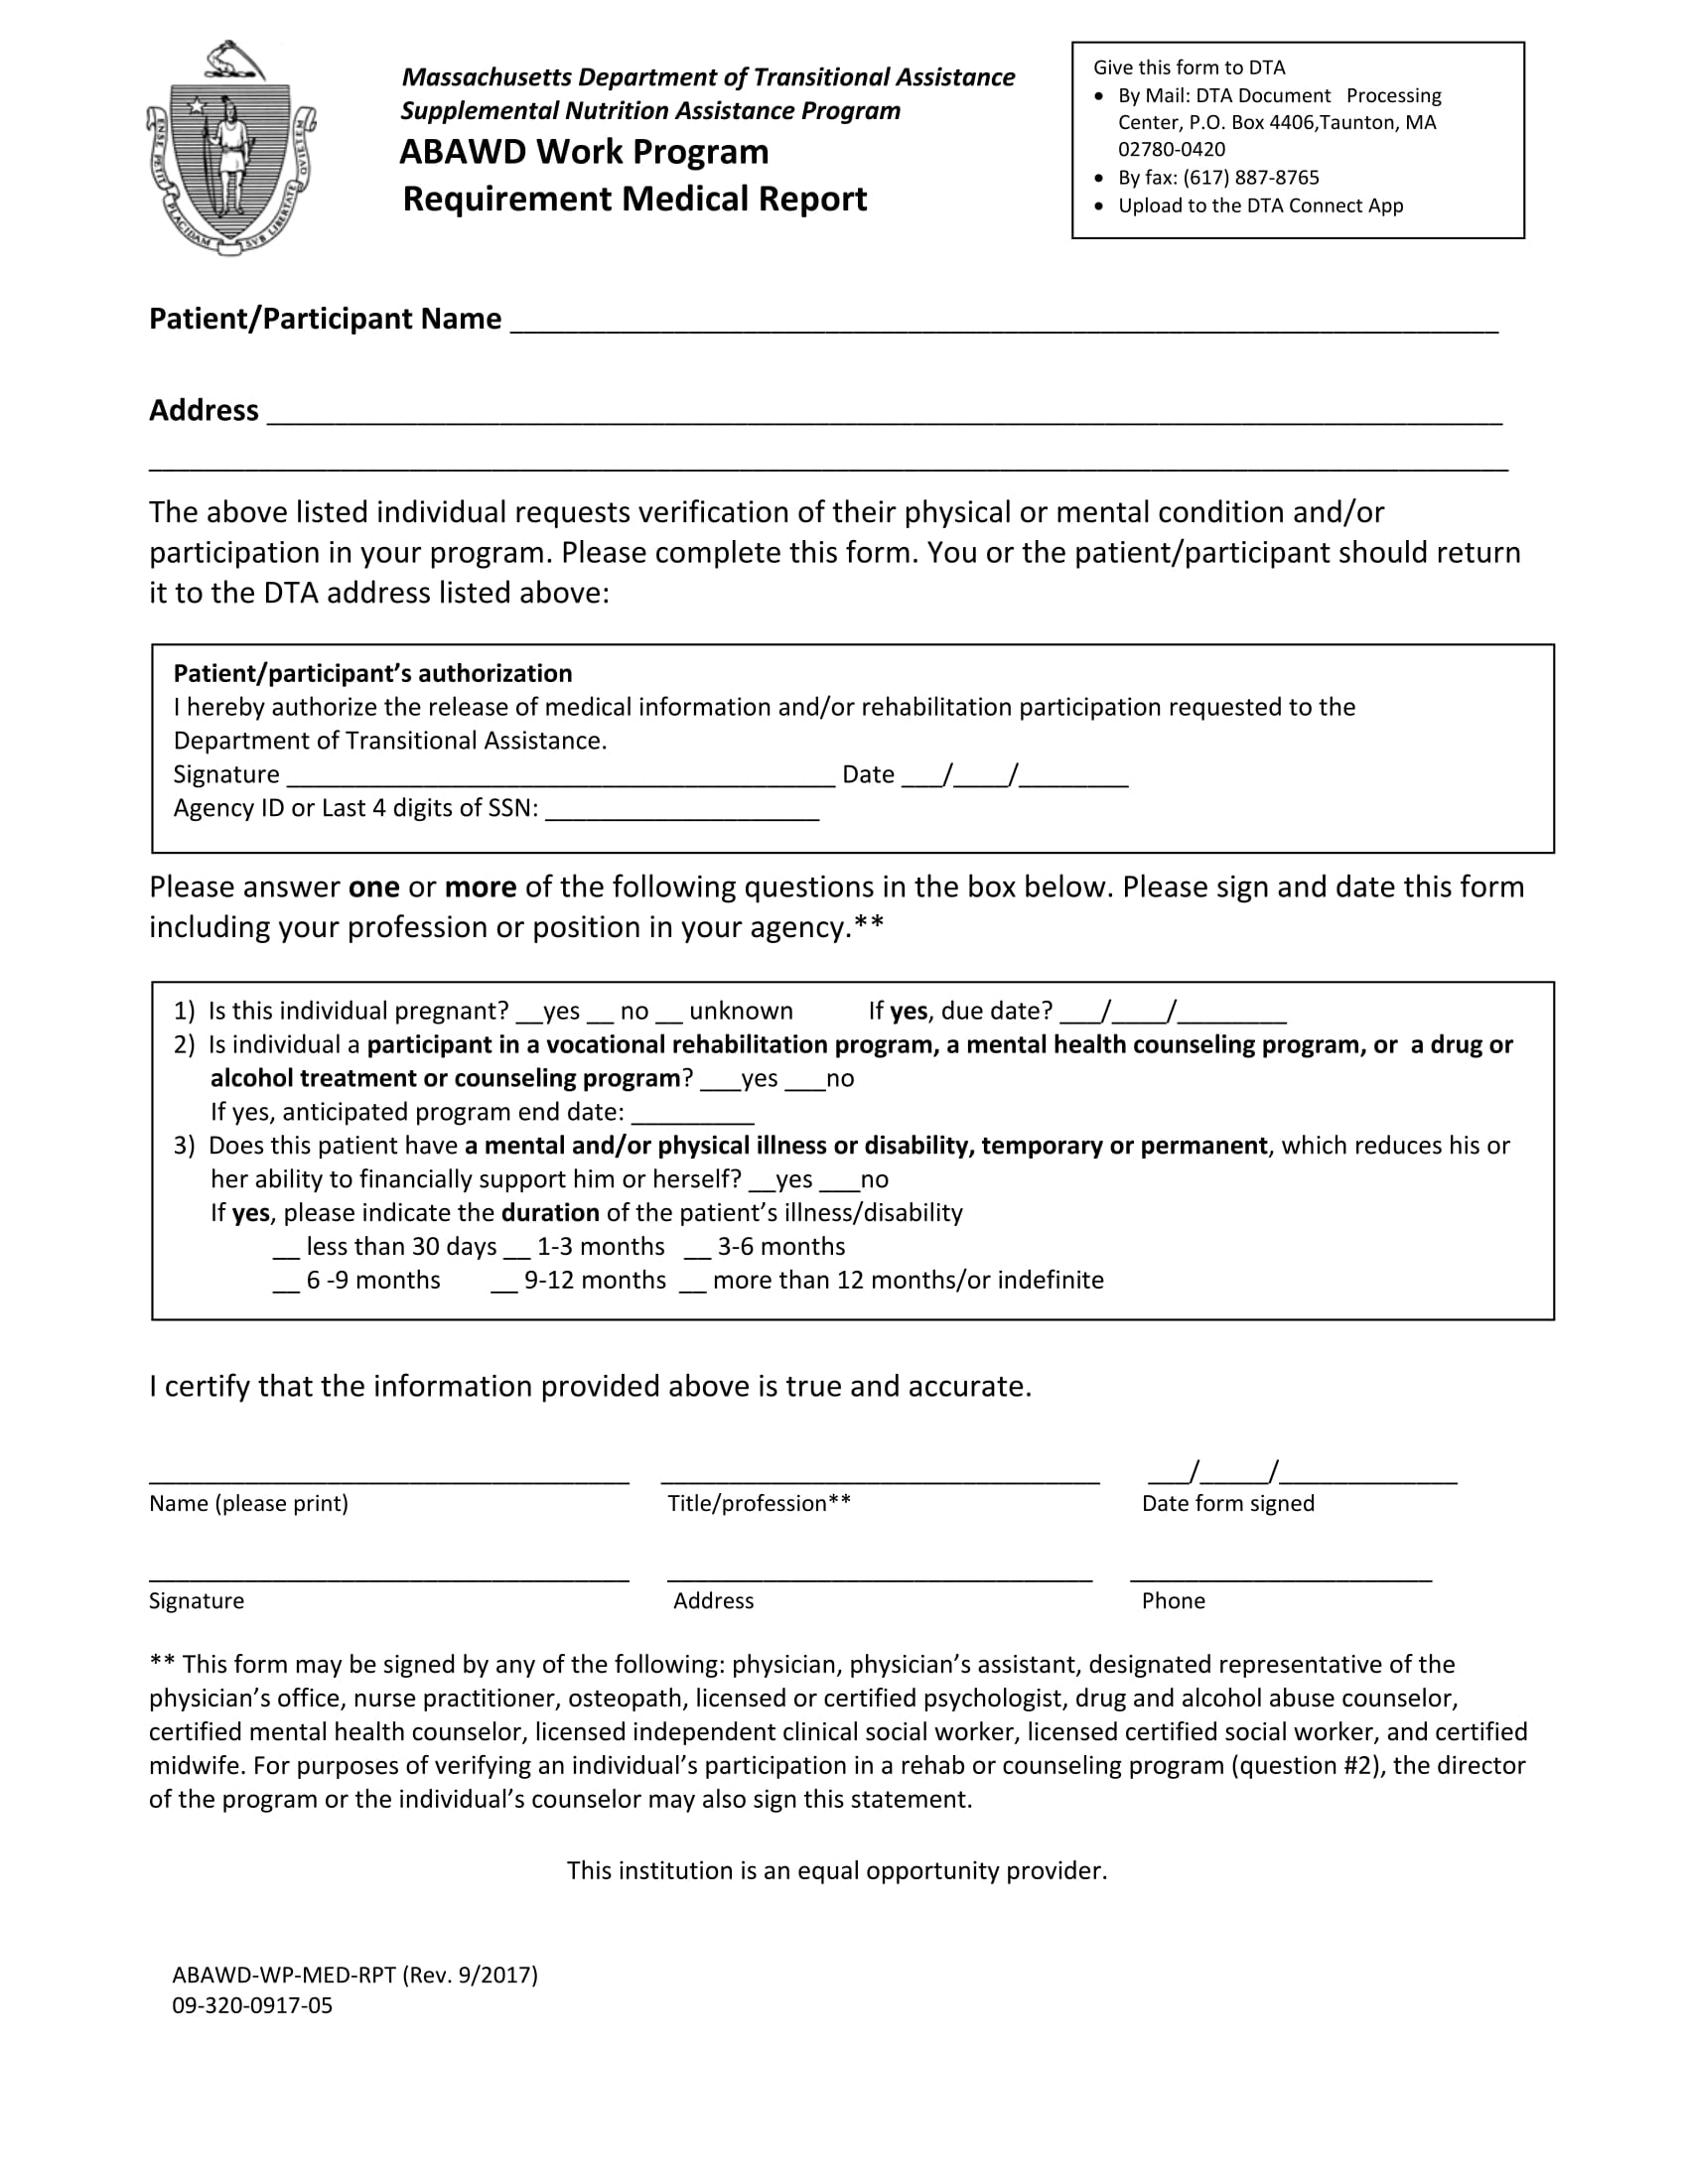 ENSE PETIT PLACIDAM SVB LIBERTATE QVIETEM
Massachusetts Department of Transitional Assistance
Supplemental Nutrition Assistance Program
ABAWD Work Program
Requirement Medical Report
Give this form to DTA
• By Mail: DTA Document Processing
Center, P.O. Box 4406,Taunton, MA
02780-0420
• By fax: (617) 887-8765
• Upload to the DTA Connect App
Patient/Participant Name ____________________
Address ____________________
____________________
The above listed individual requests verification of their physical or mental condition and/or
participation in your program. Please complete this form. You or the patient/participant should return
it to the DTA address listed above:
Patient/participant’s authorization
I hereby authorize the release of medical information and/or rehabilitation participation requested to the
Department of Transitional Assistance.
Signature ____________________ Date ___/____/________
Agency ID or Last 4 digits of SSN: ____________________
Please answer one or more of the following questions in the box below. Please sign and date this form
including your profession or position in your agency.**
1) Is this individual pregnant? __yes __ no __ unknown If yes, due date? ___/____/________
2) Is individual a participant in a vocational rehabilitation program, a mental health counseling program, or a drug or
alcohol treatment or counseling program? ___yes ___no
If yes, anticipated program end date: _________
3) Does this patient have a mental and/or physical illness or disability, temporary or permanent, which reduces his or
her ability to financially support him or herself? __yes ___no
If yes, please indicate the duration of the patient’s illness/disability
__ less than 30 days __ 1-3 months __ 3-6 months
__ 6 -9 months __ 9-12 months __ more than 12 months/or indefinite
I certify that the information provided above is true and accurate.
____________________ ____________________ ___/_____/_____________
Name (please print) Title/profession** Date form signed
____________________ ____________________ ____________________
Signature Address Phone
** This form may be signed by any of the following: physician, physician’s assistant, designated representative of the
physician’s office, nurse practitioner, osteopath, licensed or certified psychologist, drug and alcohol abuse counselor,
certified mental health counselor, licensed independent clinical social worker, licensed certified social worker, and certified
midwife. For purposes of verifying an individual’s participation in a rehab or counseling program (question #2), the director
of the program or the individual’s counselor may also sign this statement.
This institution is an equal opportunity provider.
ABAWD-WP-MED-RPT (Rev. 9/2017)
09-320-0917-05